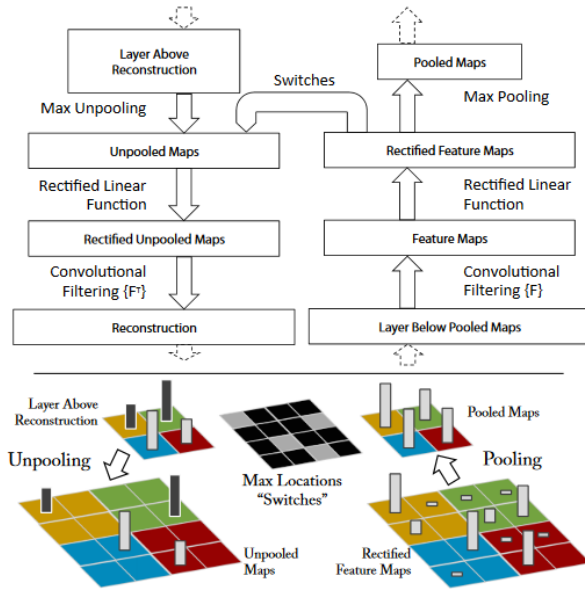 Layer Above
Reconstruction
Pooled Maps
Switches
Max Unpooling
Max Pooling
Unpooled Maps
Rectified Feature Maps
Rectified Linear
Function
Rectified Linear
Function
Rectified Unpooled Maps
Feature Maps
Convolutional
Filtering {Fᵀ}
Convolutional
Filtering {F}
Reconstruction
Layer Below Pooled Maps
Layer Above
Reconstruction
Pooled Maps
Unpooling
Max Locations
“Switches”
Pooling
Unpooled
Maps
Rectified
Feature Maps